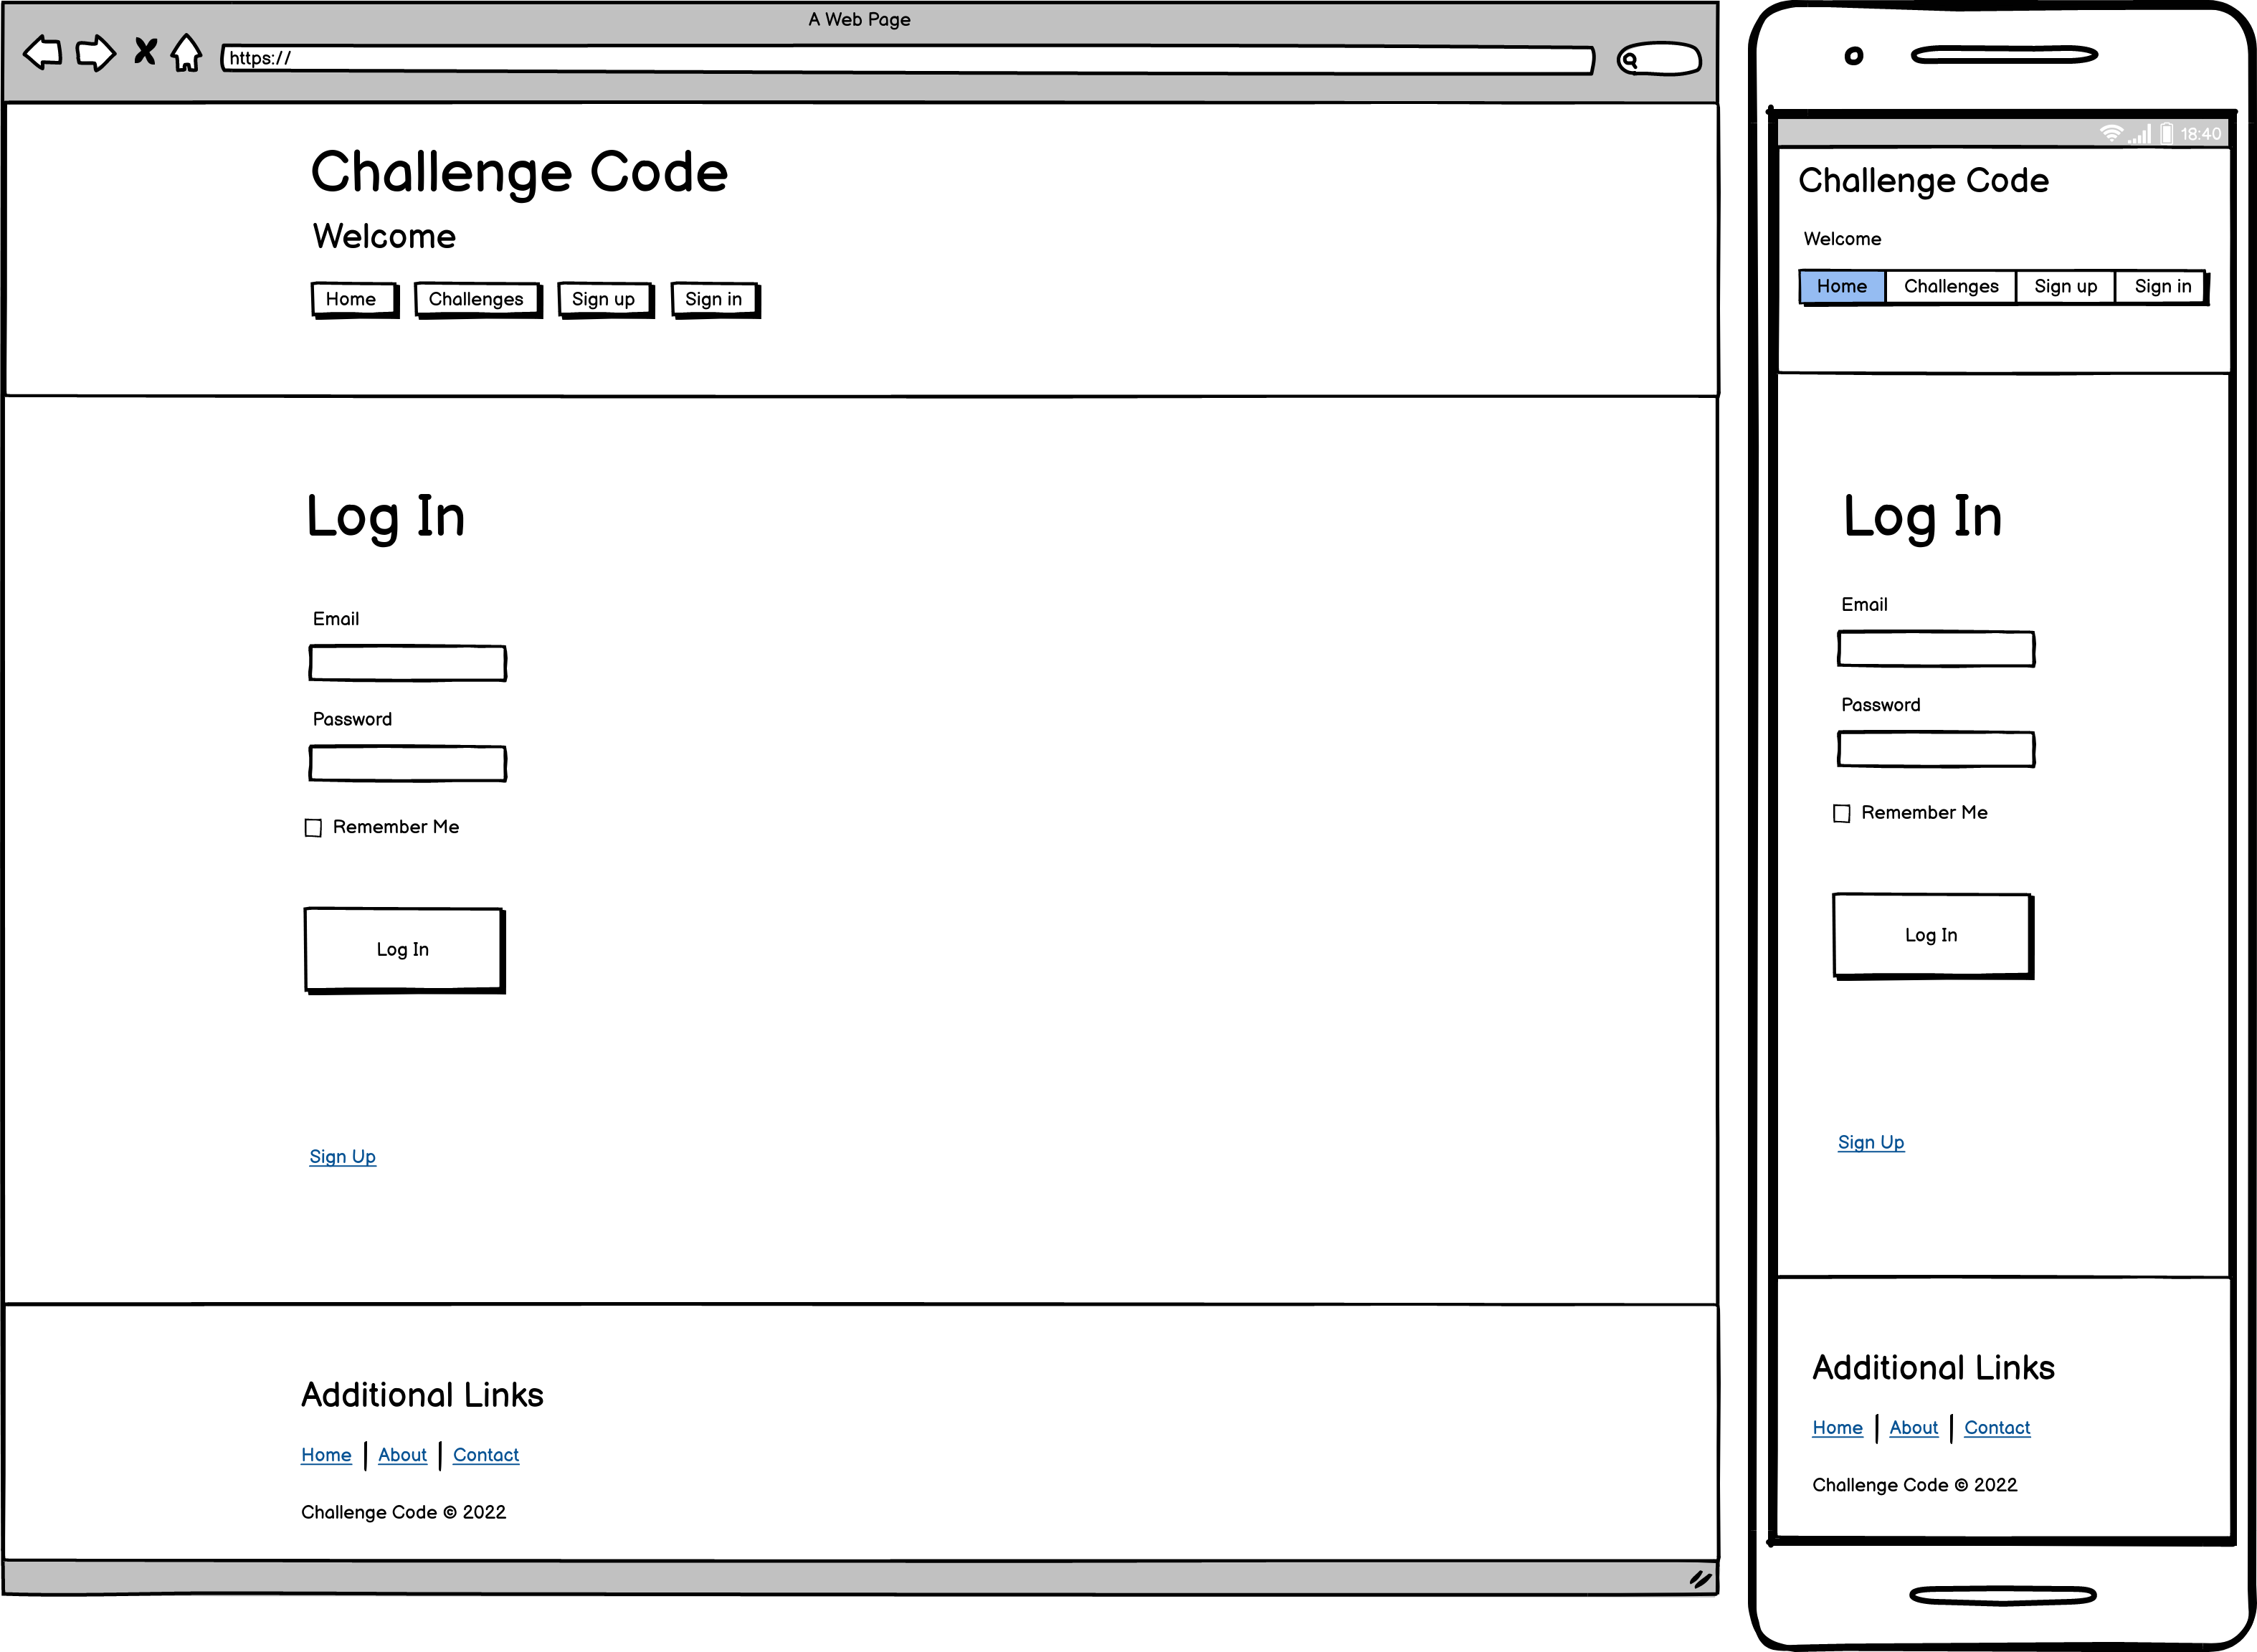 A Web Page
https://
Challenge Code
Welcome
Home Challenges Sign up Sign in
Log In
Email
Password
Remember Me
Log In
Sign Up
Additional Links
Home About Contact
Challenge Code © 2022
18:40
Challenge Code
Welcome
Home Challenges Sign up Sign in
Log In
Email
Password
Remember Me
Log In
Sign Up
Additional Links
Home About Contact
Challenge Code © 2022